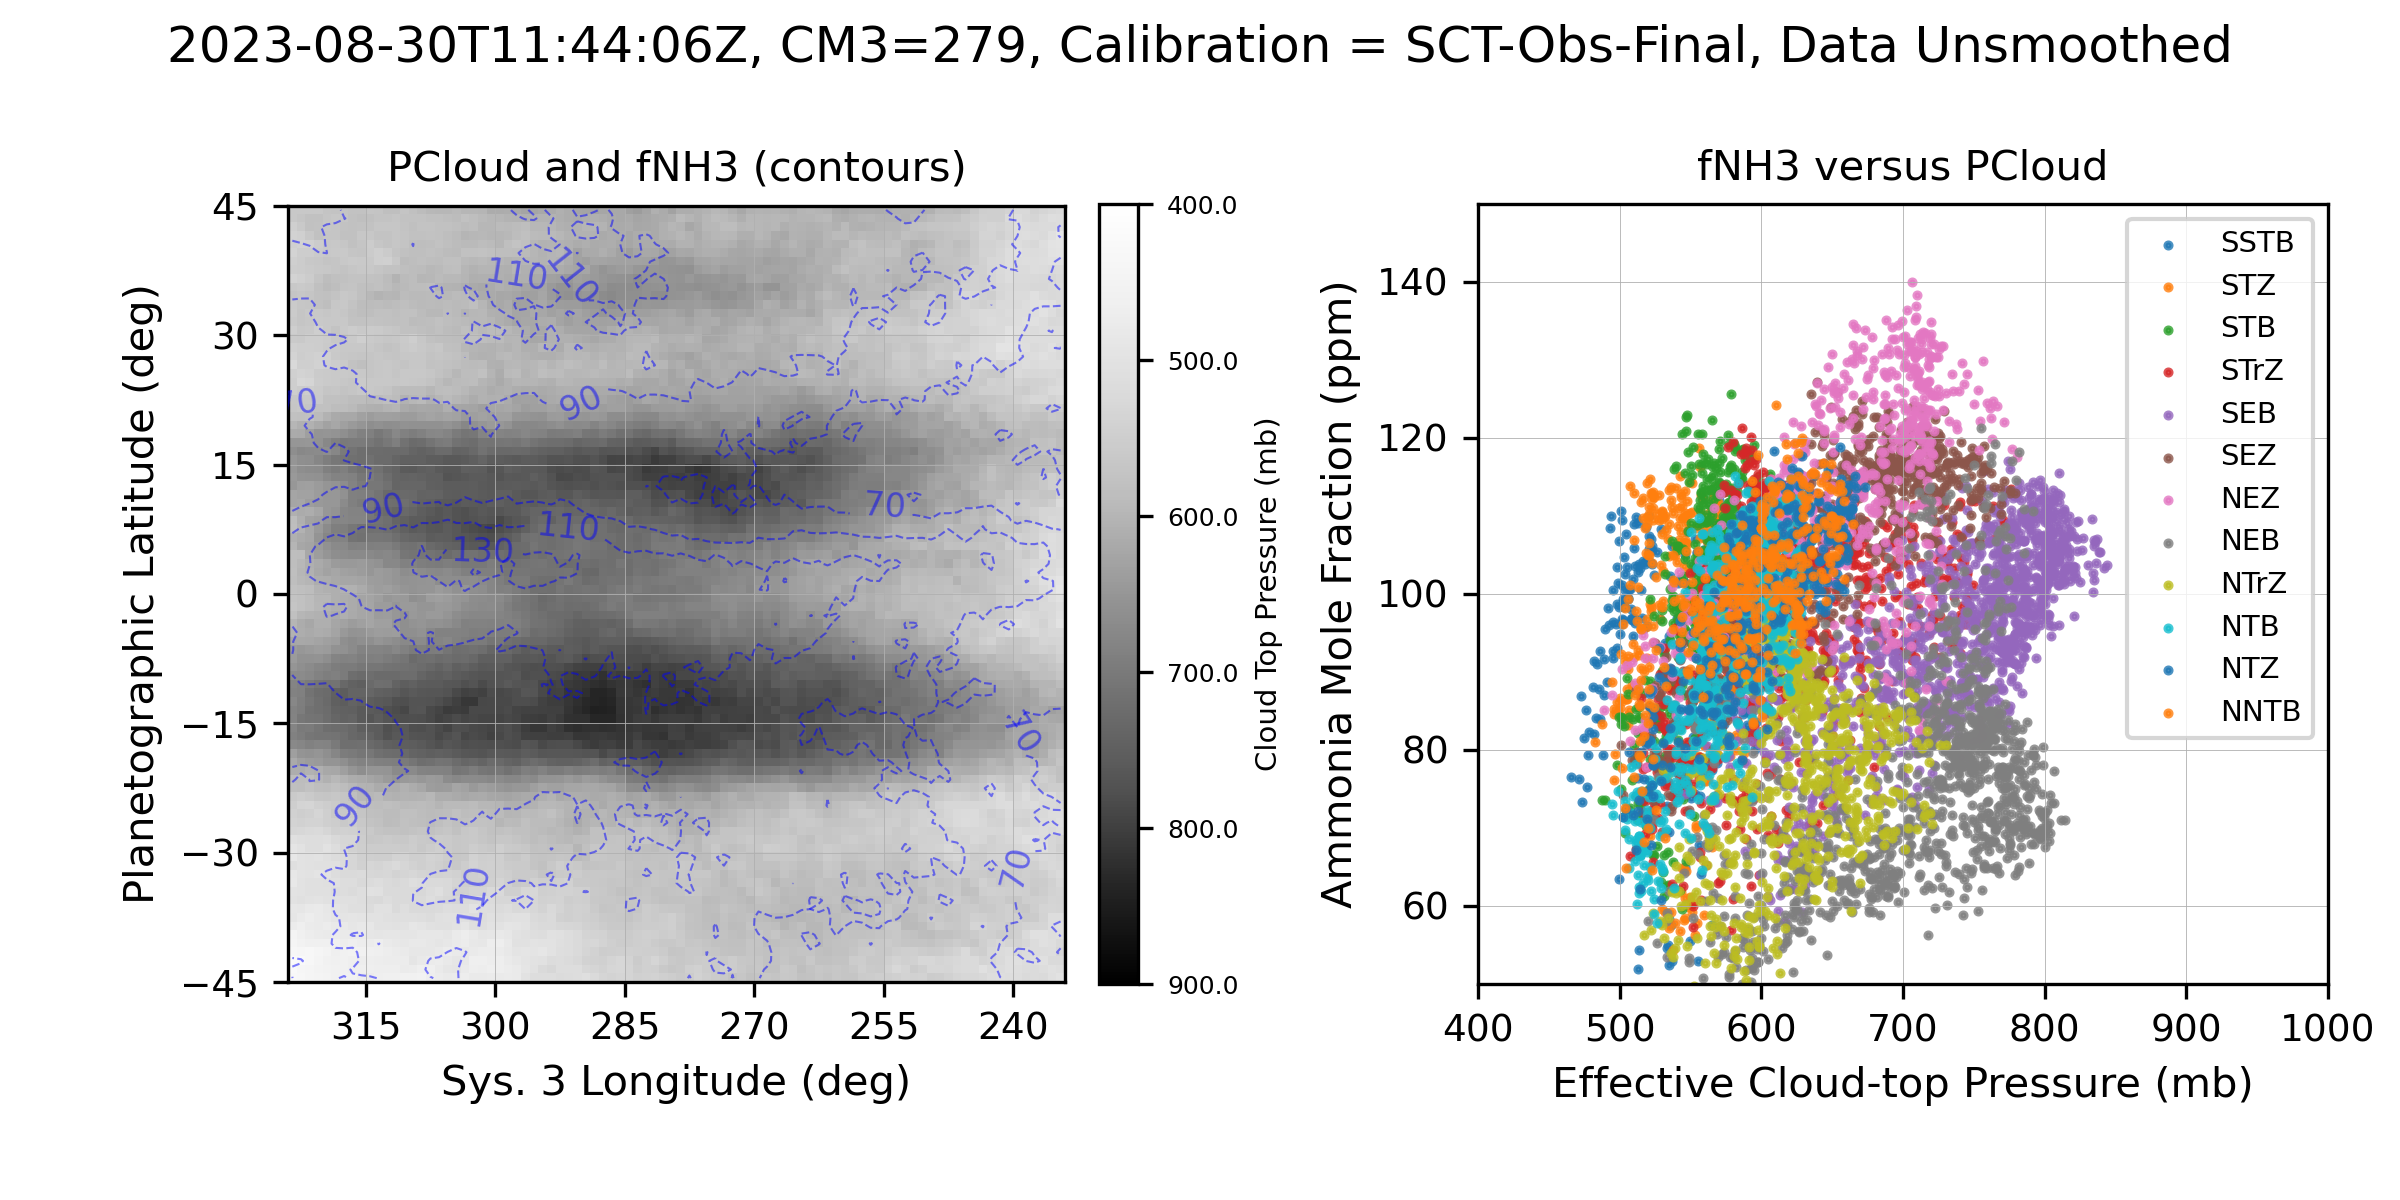 2023-08-30T11:44:06Z, CM3=279, Calibration = SCT-Obs-Final, Data Unsmoothed
PCloud and fNH3 (contours)
45
30
15
0
−15
−30
−45
Planetographic Latitude (deg)
315
300
285
270
255
240
Sys. 3 Longitude (deg)
110
110
70
90
90
110
70
130
70
90
110
70
400.0
500.0
600.0
700.0
800.0
900.0
Cloud Top Pressure (mb)
fNH3 versus PCloud
140
120
100
80
60
Ammonia Mole Fraction (ppm)
400
500
600
700
800
900
1000
Effective Cloud-top Pressure (mb)
SSTB
STZ
STB
STrZ
SEB
SEZ
NEZ
NEB
NTrZ
NTB
NTZ
NNTB